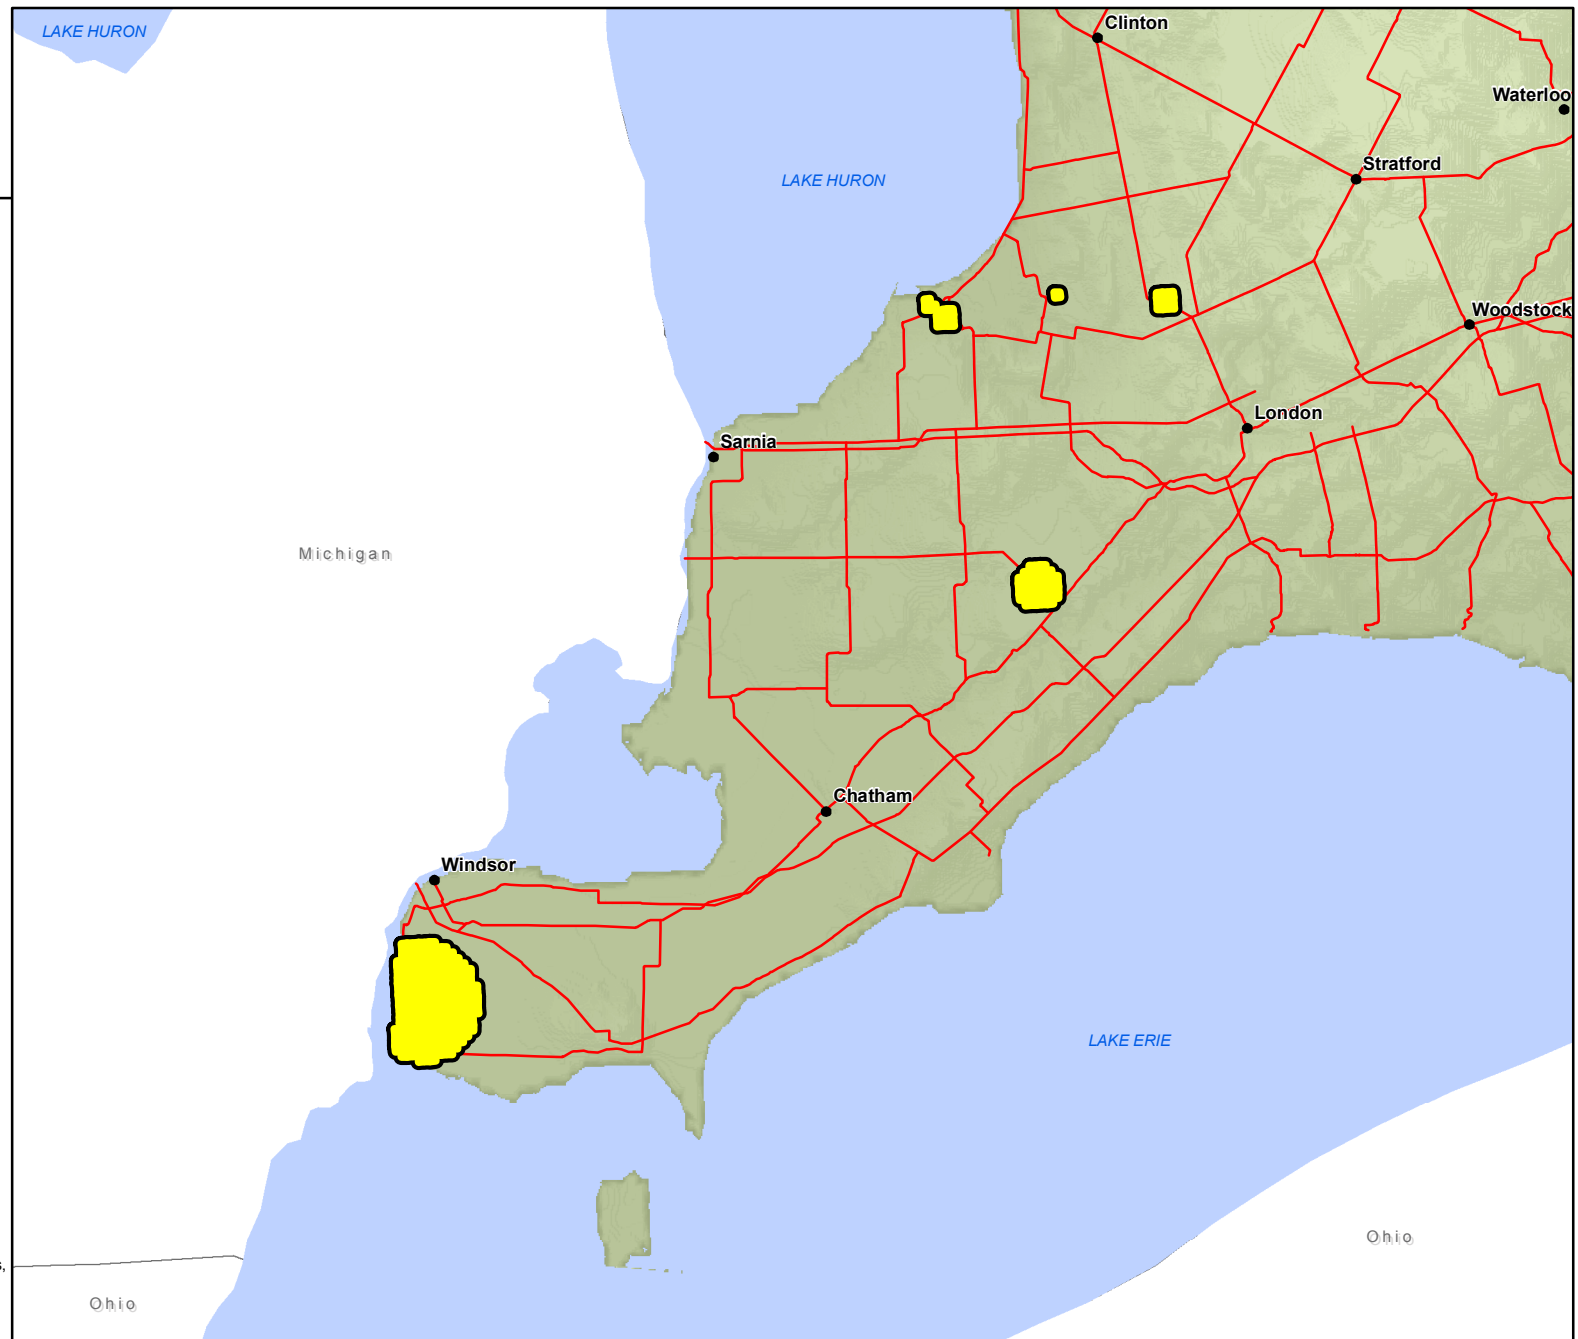 Clinton
LAKE HURON
Waterloo
Stratford
LAKE HURON
Woodstock
London
Sarnia
Michigan
Chatham
Windsor
LAKE ERIE
Ohio
s,
Ohio